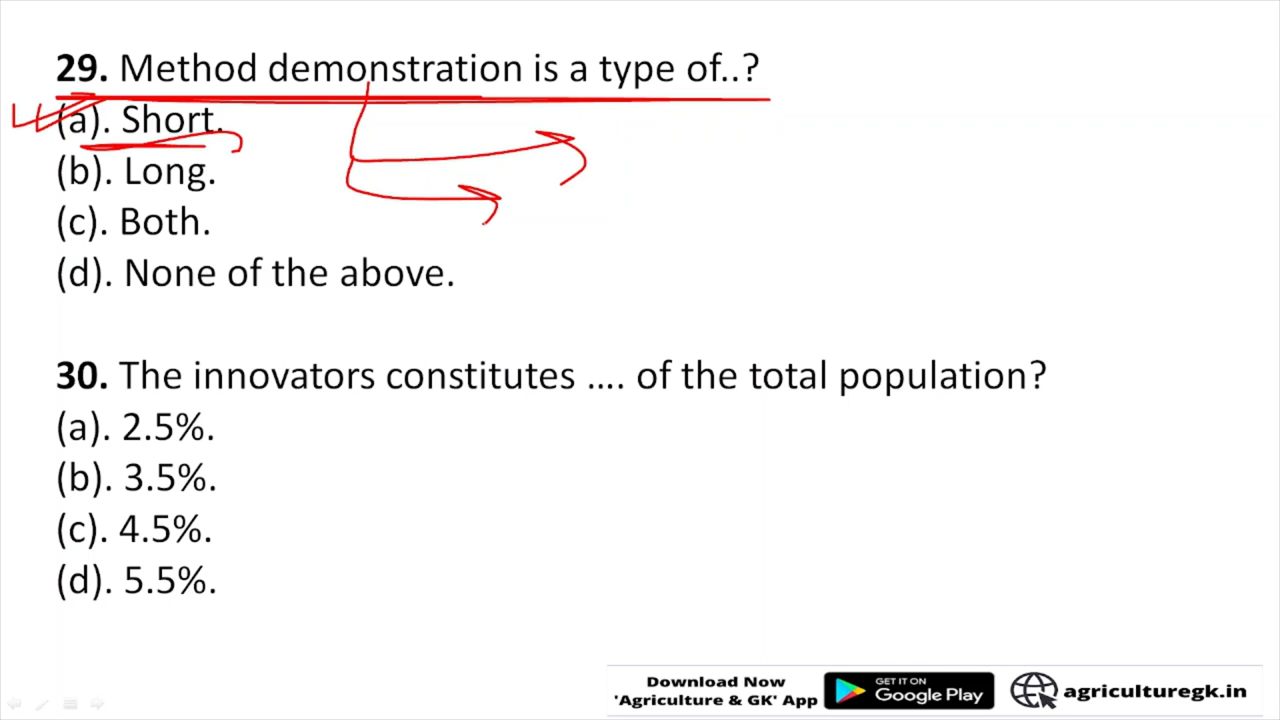 29. Method demonstration is a type of..?
(a). Short.
(b). Long.
(c). Both.
(d). None of the above.
30. The innovators constitutes .... of the total population?
(a). 2.5%.
(b). 3.5%.
(c). 4.5%.
(d). 5.5%.
Download Now
'Agriculture & GK' App
GET IT ON
Google Play
agriculturegk.in